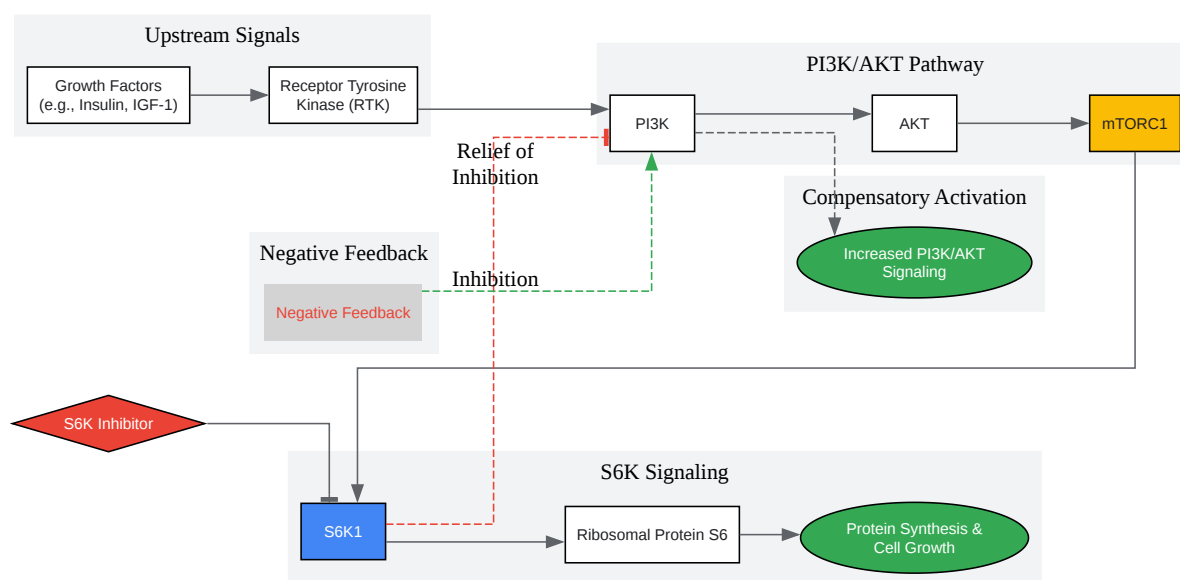 Upstream Signals
Growth Factors
(e.g., Insulin, IGF-1)
Receptor Tyrosine
Kinase (RTK)
PI3K/AKT Pathway
PI3K
AKT
mTORC1
Relief of
Inhibition
Compensatory Activation
Increased PI3K/AKT
Signaling
Negative Feedback
Negative Feedback
Inhibition
S6K Inhibitor
S6K Signaling
S6K1
Ribosomal Protein S6
Protein Synthesis &
Cell Growth